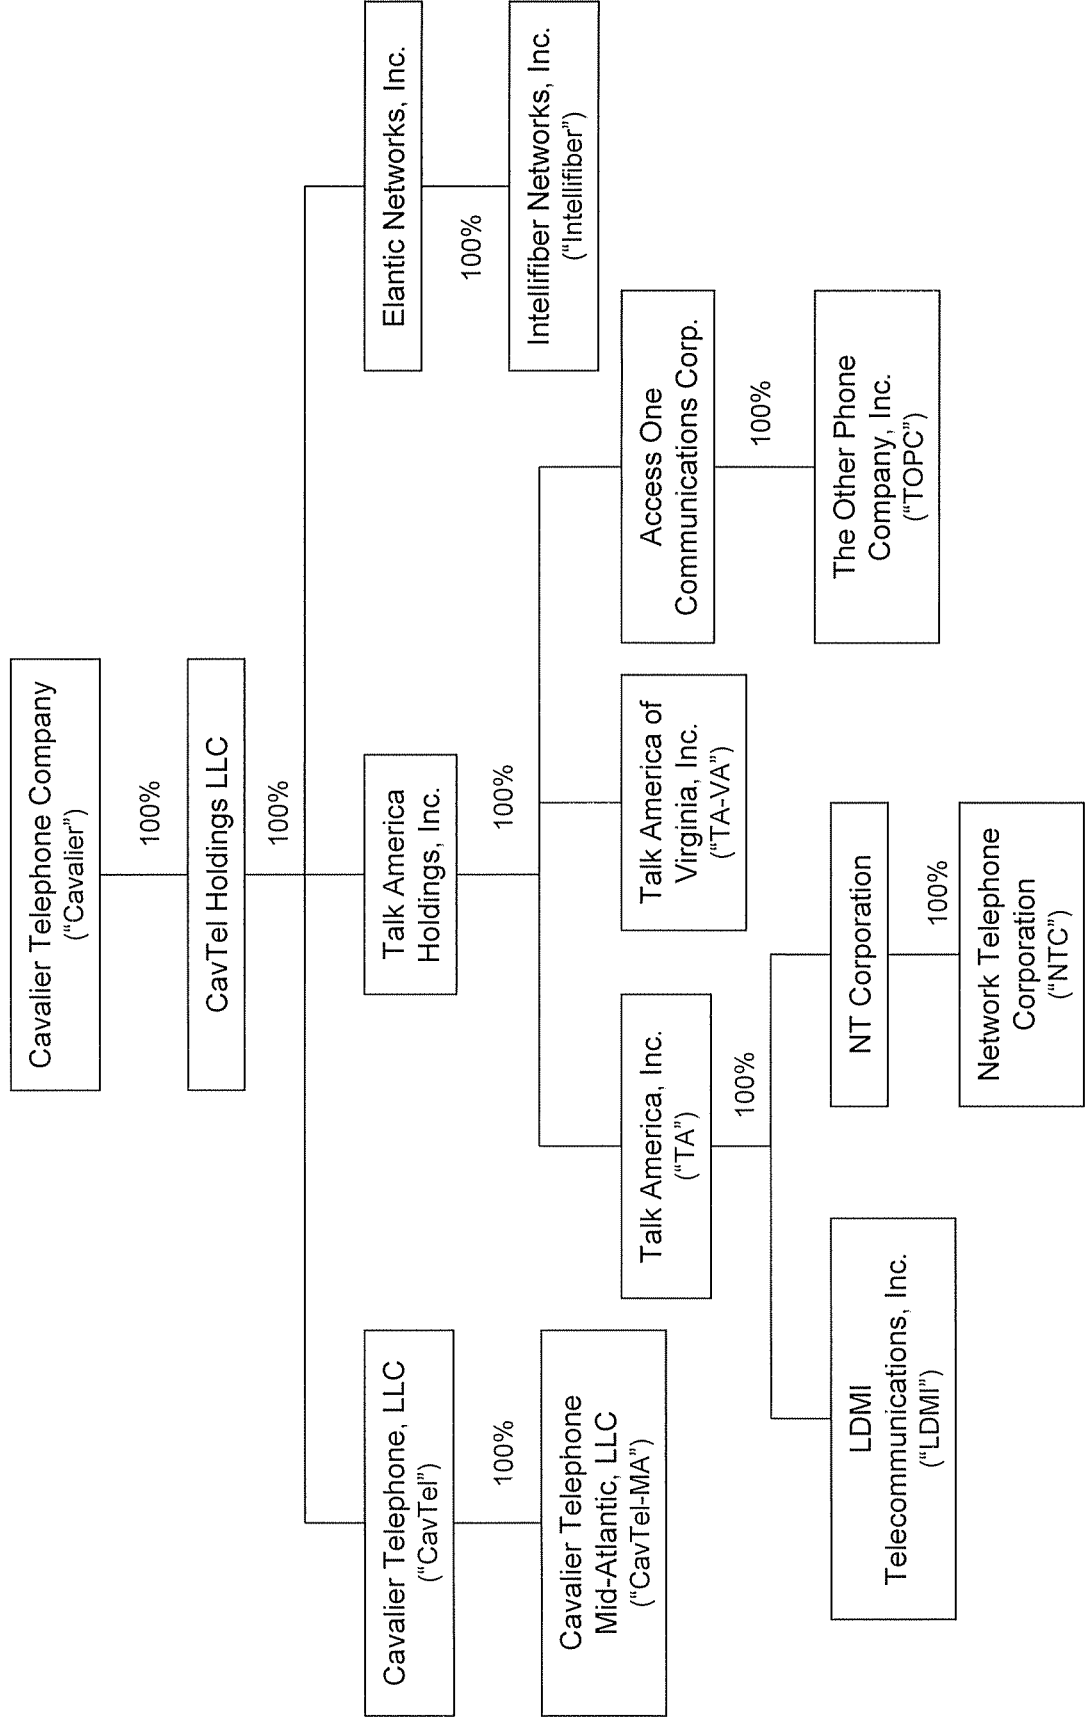 Cavalier Telephone Company
(“Cavalier”)
100%
CavTel Holdings LLC
100%
Cavalier Telephone, LLC
(“CavTel”)
Talk America
Holdings, Inc.
Elantic Networks, Inc.
100%
100%
100%
Cavalier Telephone
Mid-Atlantic, LLC
(“CavTel-MA”)
Intellifiber Networks, Inc.
(“Intellifiber”)
Talk America, Inc.
(“TA”)
Talk America of
Virginia, Inc.
(“TA-VA”)
Access One
Communications Corp.
100%
100%
LDMI
Telecommunications, Inc.
(“LDMI”)
NT Corporation
The Other Phone
Company, Inc.
(“TOPC”)
100%
Network Telephone
Corporation
(“NTC”)